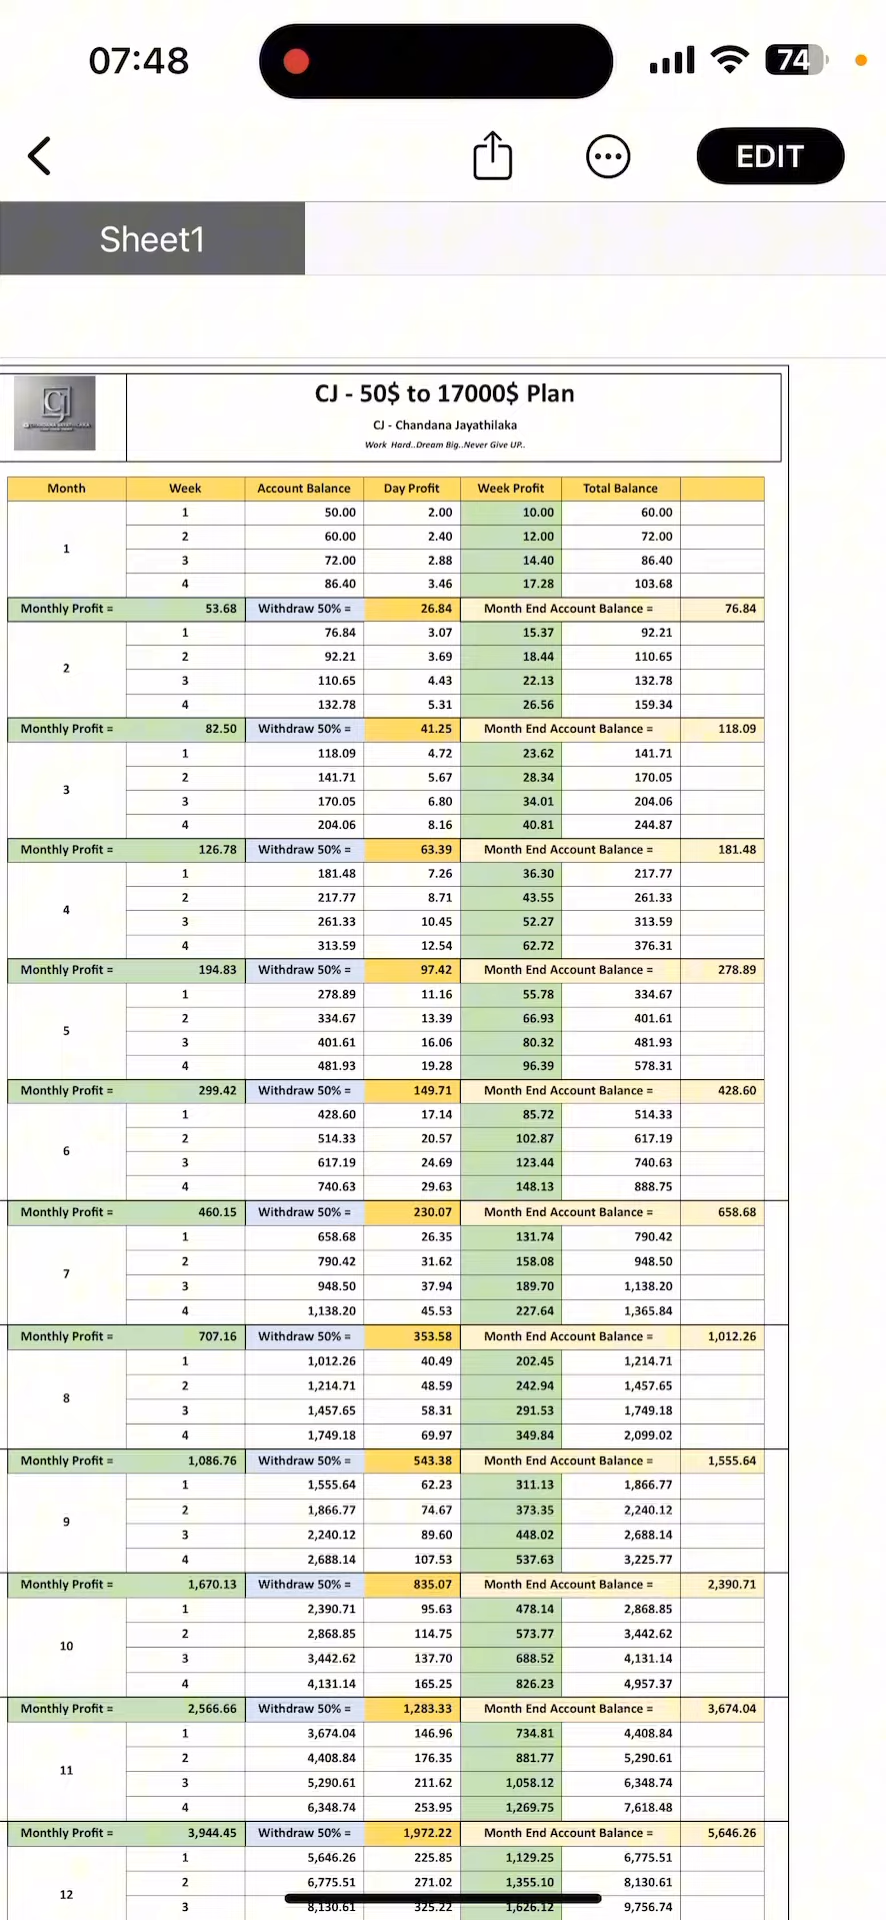 07:48
74
EDIT
Sheet1
CJ
CJ - 50$ to 17000$ Plan
CJ - Chandana Jayathilaka
Work Hard..Dream Big..Never Give UP..
Month Week Account Balance Day Profit Week Profit Total Balance
1 50.00 2.00 10.00 60.00
2 60.00 2.40 12.00 72.00
1
3 72.00 2.88 14.40 86.40
4 86.40 3.46 17.28 103.68
Monthly Profit = 53.68 Withdraw 50% = 26.84 Month End Account Balance = 76.84
1 76.84 3.07 15.37 92.21
2 92.21 3.69 18.44 110.65
2
3 110.65 4.43 22.13 132.78
4 132.78 5.31 26.56 159.34
Monthly Profit = 82.50 Withdraw 50% = 41.25 Month End Account Balance = 118.09
1 118.09 4.72 23.62 141.71
2 141.71 5.67 28.34 170.05
3
3 170.05 6.80 34.01 204.06
4 204.06 8.16 40.81 244.87
Monthly Profit = 126.78 Withdraw 50% = 63.39 Month End Account Balance = 181.48
1 181.48 7.26 36.30 217.77
2 217.77 8.71 43.55 261.33
4
3 261.33 10.45 52.27 313.59
4 313.59 12.54 62.72 376.31
Monthly Profit = 194.83 Withdraw 50% = 97.42 Month End Account Balance = 278.89
1 278.89 11.16 55.78 334.67
2 334.67 13.39 66.93 401.61
5
3 401.61 16.06 80.32 481.93
4 481.93 19.28 96.39 578.31
Monthly Profit = 299.42 Withdraw 50% = 149.71 Month End Account Balance = 428.60
1 428.60 17.14 85.72 514.33
2 514.33 20.57 102.87 617.19
6
3 617.19 24.69 123.44 740.63
4 740.63 29.63 148.13 888.75
Monthly Profit = 460.15 Withdraw 50% = 230.07 Month End Account Balance = 658.68
1 658.68 26.35 131.74 790.42
2 790.42 31.62 158.08 948.50
7
3 948.50 37.94 189.70 1,138.20
4 1,138.20 45.53 227.64 1,365.84
Monthly Profit = 707.16 Withdraw 50% = 353.58 Month End Account Balance = 1,012.26
1 1,012.26 40.49 202.45 1,214.71
2 1,214.71 48.59 242.94 1,457.65
8
3 1,457.65 58.31 291.53 1,749.18
4 1,749.18 69.97 349.84 2,099.02
Monthly Profit = 1,086.76 Withdraw 50% = 543.38 Month End Account Balance = 1,555.64
1 1,555.64 62.23 311.13 1,866.77
2 1,866.77 74.67 373.35 2,240.12
9
3 2,240.12 89.60 448.02 2,688.14
4 2,688.14 107.53 537.63 3,225.77
Monthly Profit = 1,670.13 Withdraw 50% = 835.07 Month End Account Balance = 2,390.71
1 2,390.71 95.63 478.14 2,868.85
2 2,868.85 114.75 573.77 3,442.62
10
3 3,442.62 137.70 688.52 4,131.14
4 4,131.14 165.25 826.23 4,957.37
Monthly Profit = 2,566.66 Withdraw 50% = 1,283.33 Month End Account Balance = 3,674.04
1 3,674.04 146.96 734.81 4,408.84
2 4,408.84 176.35 881.77 5,290.61
11
3 5,290.61 211.62 1,058.12 6,348.74
4 6,348.74 253.95 1,269.75 7,618.48
Monthly Profit = 3,944.45 Withdraw 50% = 1,972.22 Month End Account Balance = 5,646.26
1 5,646.26 225.85 1,129.25 6,775.51
2 6,775.51 271.02 1,355.10 8,130.61
12
3 8,130.61 325.22 1,626.12 9,756.74